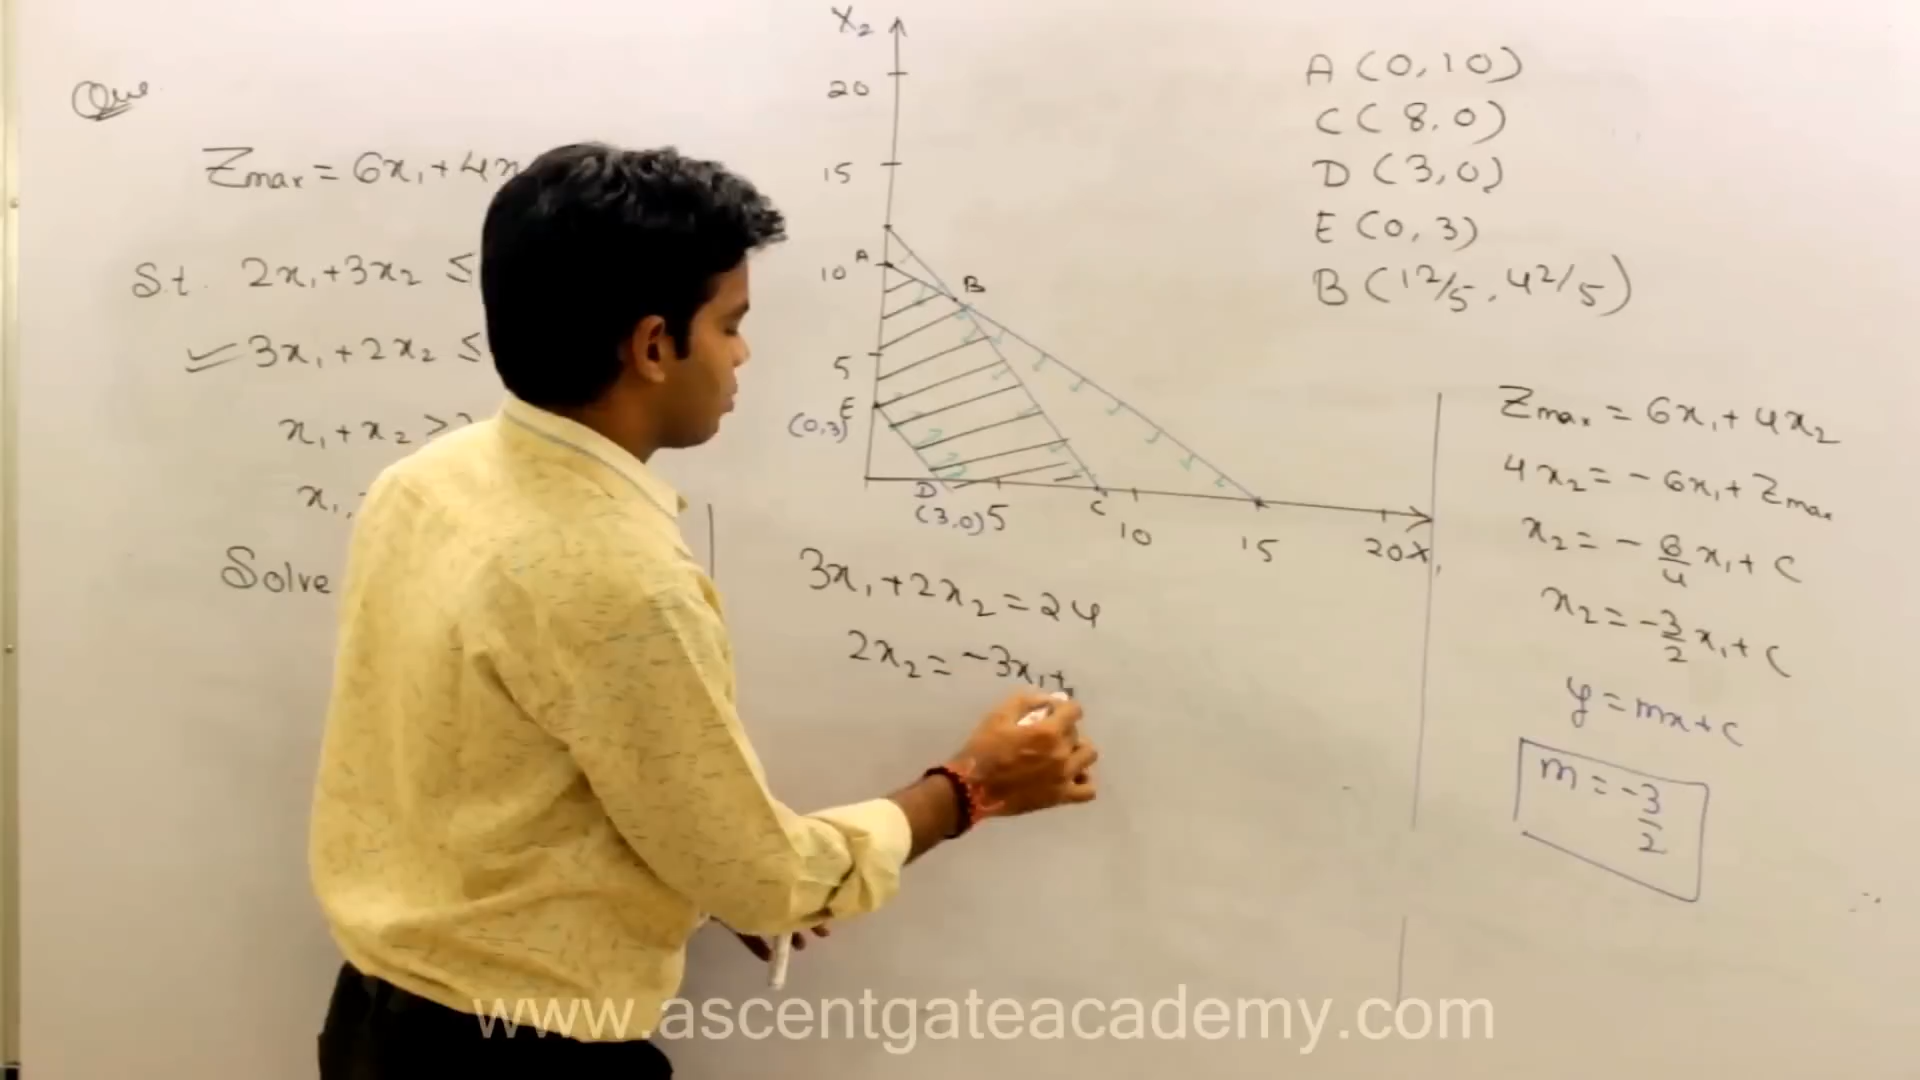 Que
Zmax = 6x₁ + 4x
S.t. 2x₁ + 3x₂ ≤
3x₁ + 2x₂ ≤
x₁ + x₂ ≥
x₁,
Solve
X₂
20
15
10
5
A
B
E
(0,3)
D
(3,0)
5
C
10
15
20
X₁
3x₁ + 2x₂ = 24
2x₂ = -3x₁ +
A (0, 10)
C (8, 0)
D (3, 0)
E (0, 3)
B (12/5, 42/5)
Zmax = 6x₁ + 4x₂
4x₂ = -6x₁ + Zmax
x₂ = -6/4 x₁ + C
x₂ = -3/2 x₁ + C
y = mx + c
m = -3/2
www.ascentgateacademy.com